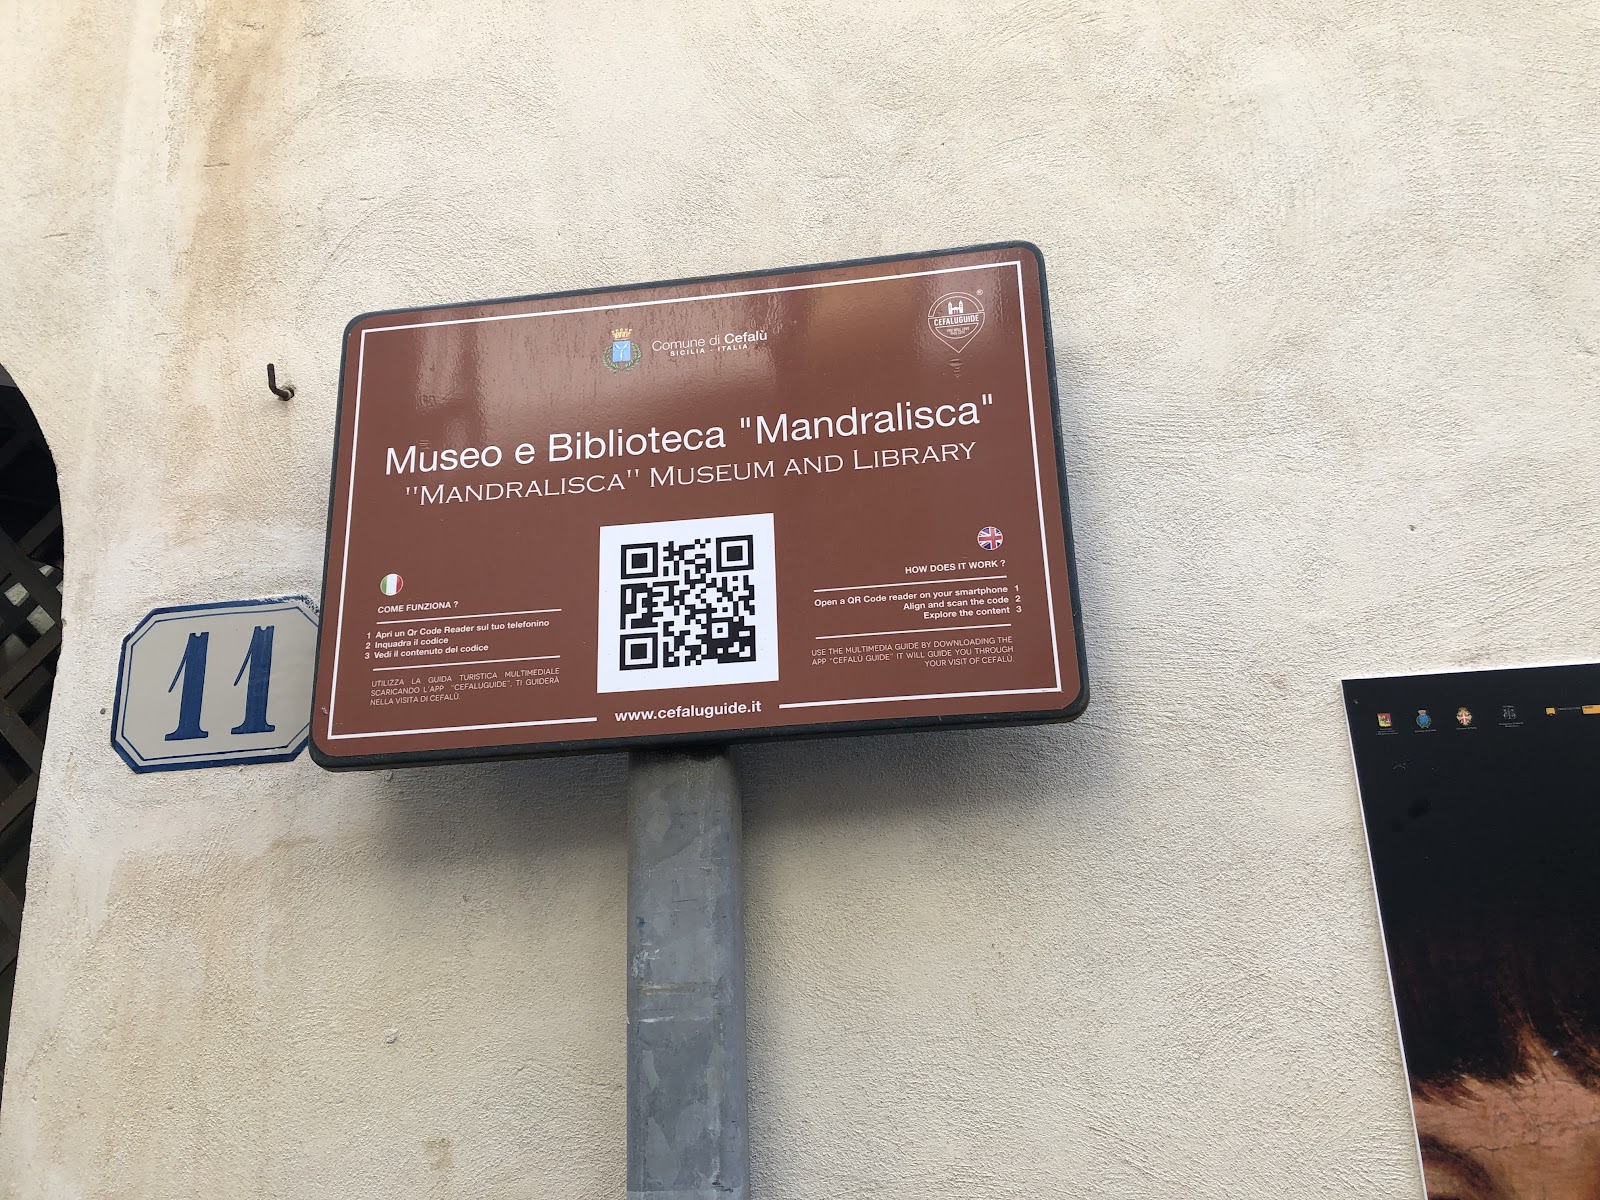 Comune di Cefalù
SICILIA - ITALIA
CEFALUGUIDE
®
Museo e Biblioteca "Mandralisca"
"MANDRALISCA" MUSEUM AND LIBRARY
COME FUNZIONA ?
1 Apri un Qr Code Reader sul tuo telefonino
2 Inquadra il codice
3 Vedi il contenuto del codice
UTILIZZA LA GUIDA TURISTICA MULTIMEDIALE
SCARICANDO L'APP "CEFALUGUIDE". TI GUIDERÀ
NELLA VISITA DI CEFALÙ.
HOW DOES IT WORK ?
Open a QR Code reader on your smartphone 1
Align and scan the code 2
Explore the content 3
USE THE MULTIMEDIA GUIDE BY DOWNLOADING THE
APP "CEFALÙ GUIDE" IT WILL GUIDE YOU THROUGH
YOUR VISIT OF CEFALÙ.
www.cefaluguide.it
11